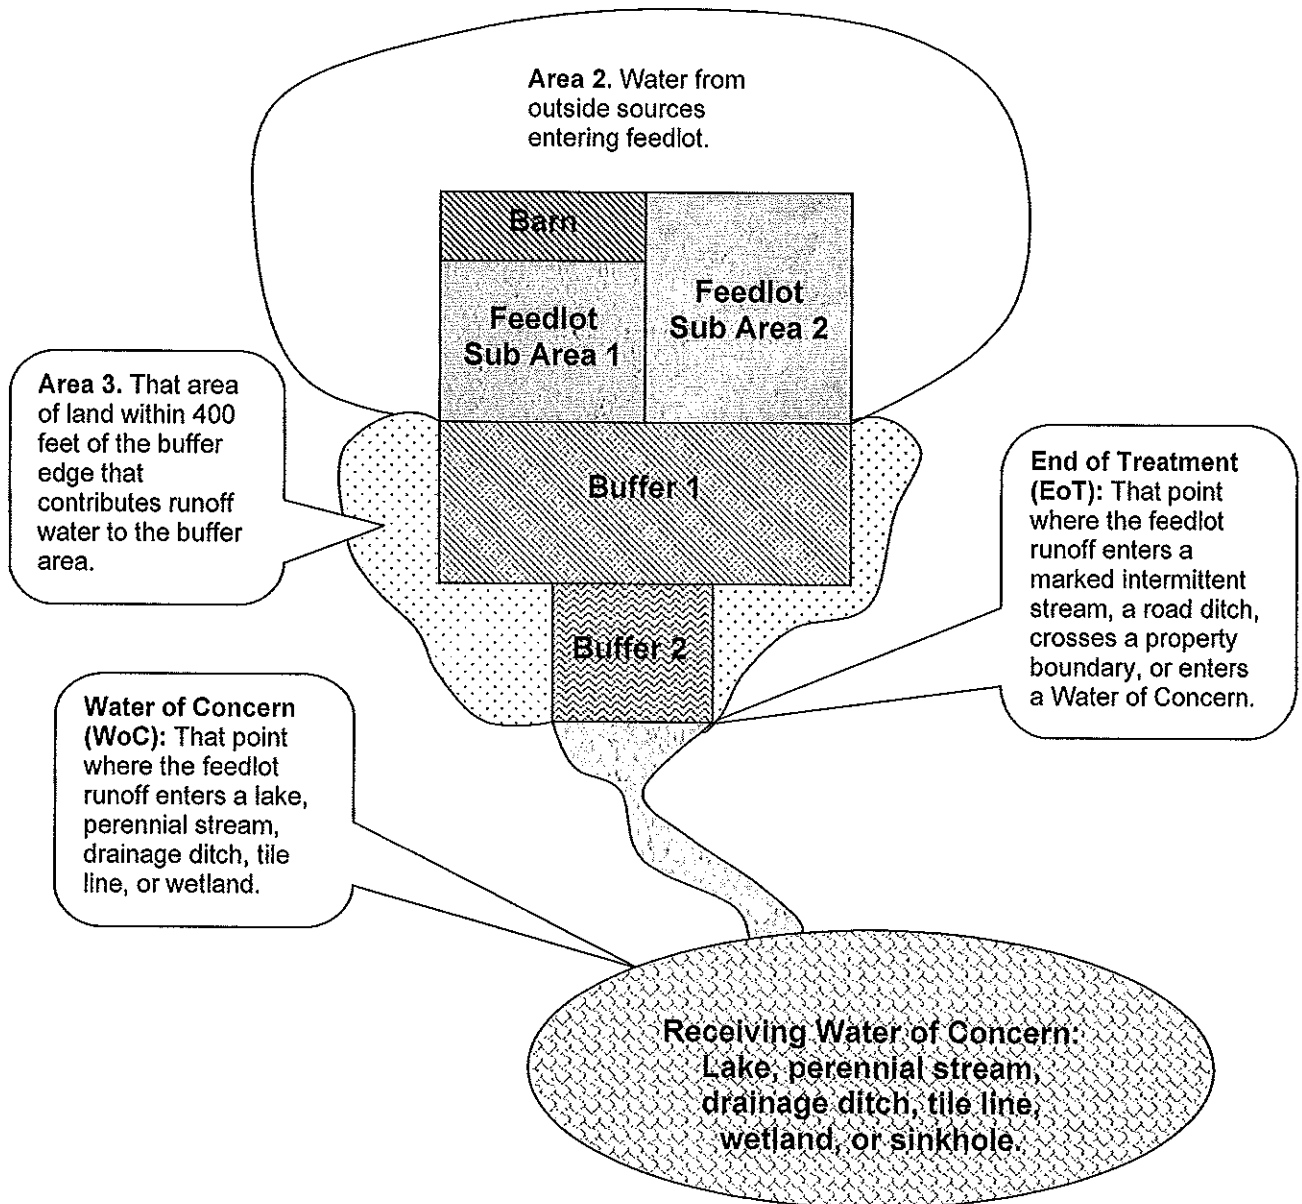 Area 2. Water from
outside sources
entering feedlot.
Barn
Feedlot
Sub Area 1
Feedlot
Sub Area 2
Area 3. That area
of land within 400
feet of the buffer
edge that
contributes runoff
water to the buffer
area.
Buffer 1
End of Treatment
(EoT): That point
where the feedlot
runoff enters a
marked intermittent
stream, a road ditch,
crosses a property
boundary, or enters
a Water of Concern.
Buffer 2
Water of Concern
(WoC): That point
where the feedlot
runoff enters a lake,
perennial stream,
drainage ditch, tile
line, or wetland.
Receiving Water of Concern:
Lake, perennial stream,
drainage ditch, tile line,
wetland, or sinkhole.